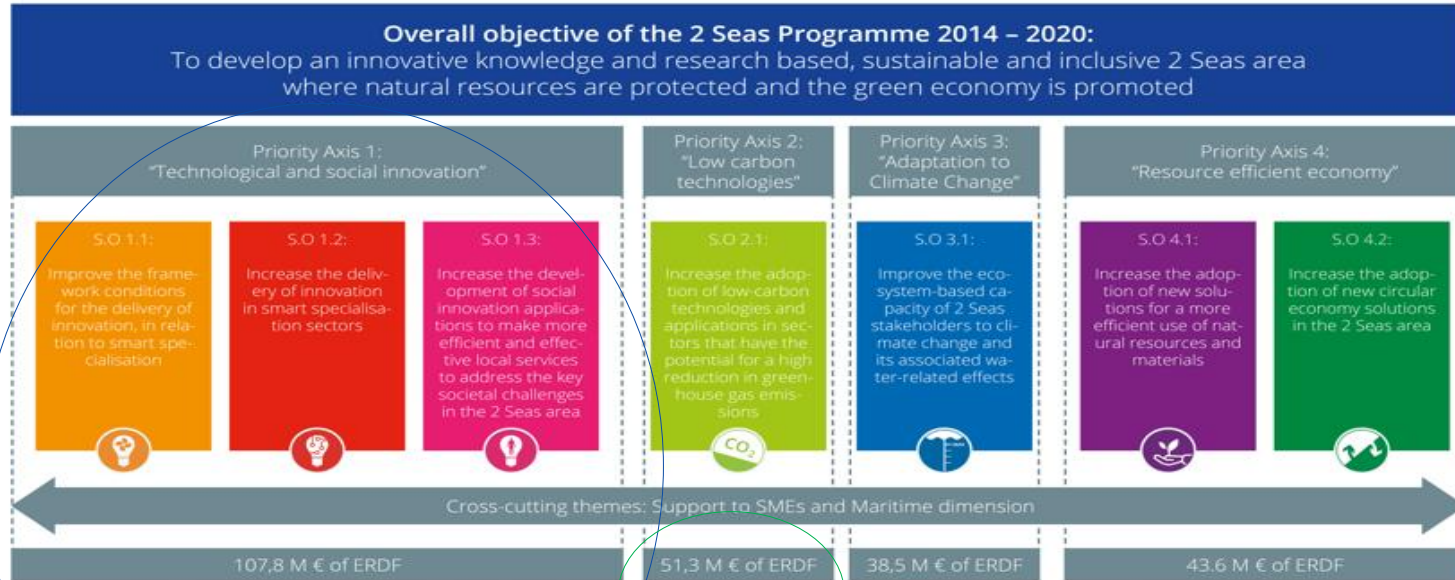 Overall objective of the 2 Seas Programme 2014 – 2020:
To develop an innovative knowledge and research based, sustainable and inclusive 2 Seas area
where natural resources are protected and the green economy is promoted
Priority Axis 1:
“Technological and social innovation”
Priority Axis 2:
“Low carbon
technologies”
Priority Axis 3:
“Adaptation to
Climate Change”
Priority Axis 4:
“Resource efficient economy”
S.O 1.1:
Improve the frame-
work conditions
for the delivery of
innovation, in rela-
tion to smart spe-
cialisation
S.O 1.2:
Increase the deliv-
ery of innovation
in smart specialisa-
tion sectors
S.O 1.3:
Increase the devel-
opment of social
innovation applica-
tions to make more
efficient and effec-
tive local services
to address the key
societal challenges
in the 2 Seas area
S.O 2.1:
Increase the adop-
tion of low-carbon
technologies and
applications in sec-
tors that have the
potential for a high
reduction in green-
house gas emis-
sions
CO₂
S.O 3.1:
Improve the eco-
system-based ca-
pacity of 2 Seas
stakeholders to cli-
mate change and
its associated wa-
ter-related effects
S.O 4.1:
Increase the adop-
tion of new solu-
tions for a more
efficient use of nat-
ural resources and
materials
S.O 4.2:
Increase the adop-
tion of new circular
economy solutions
in the 2 Seas area
Cross-cutting themes: Support to SMEs and Maritime dimension
107,8 M € of ERDF
51,3 M € of ERDF
38,5 M € of ERDF
43.6 M € of ERDF